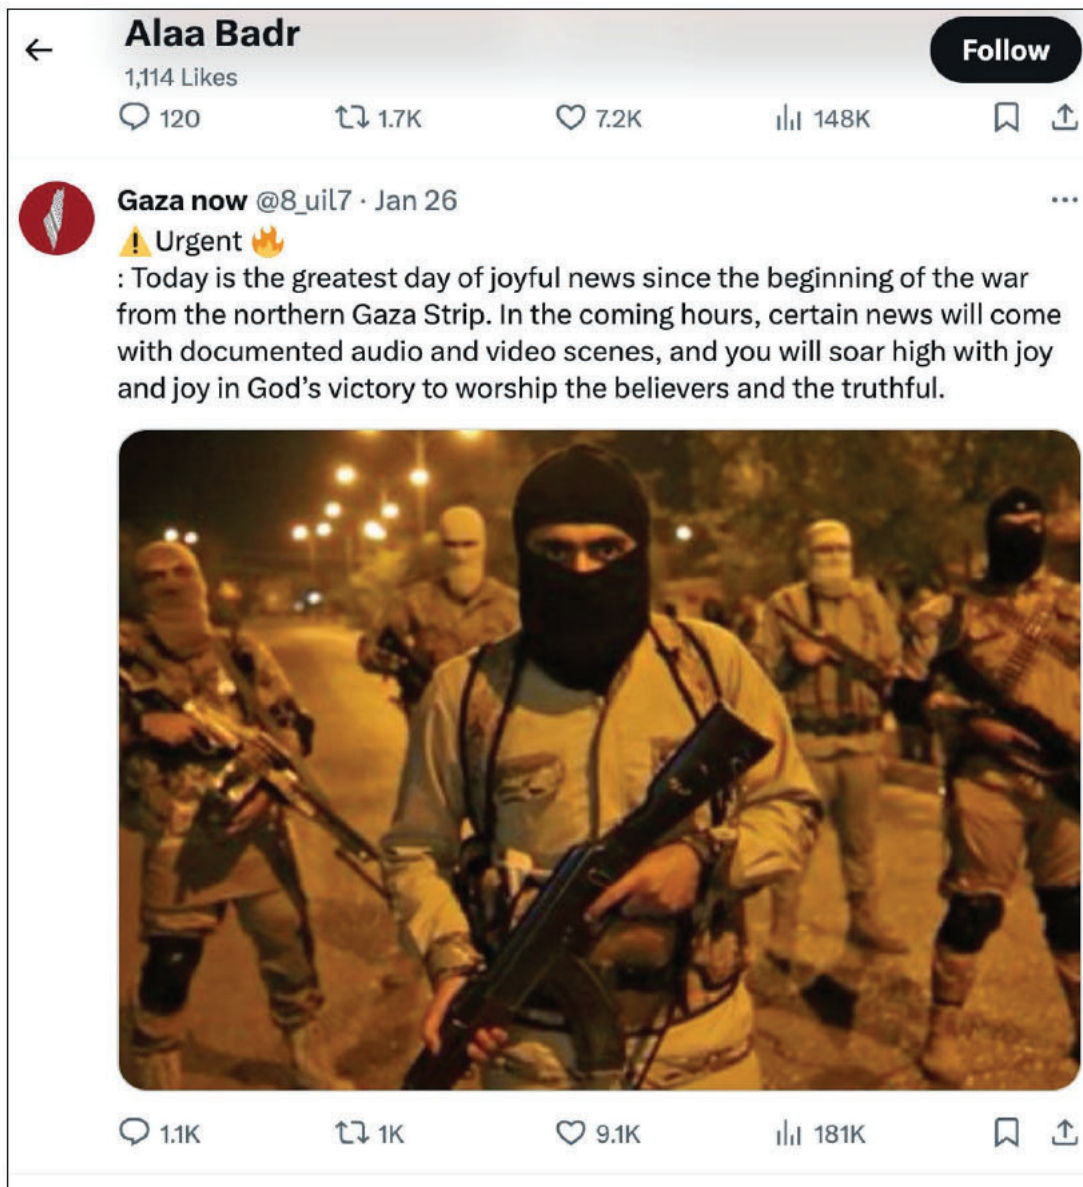 Alaa Badr
Follow
1,114 Likes
120 1.7K 7.2K 148K
Gaza now @8_uil7 · Jan 26
⚠️Urgent 🔥
: Today is the greatest day of joyful news since the beginning of the war
from the northern Gaza Strip. In the coming hours, certain news will come
with documented audio and video scenes, and you will soar high with joy
and joy in God’s victory to worship the believers and the truthful.
1.1K 1K 9.1K 181K